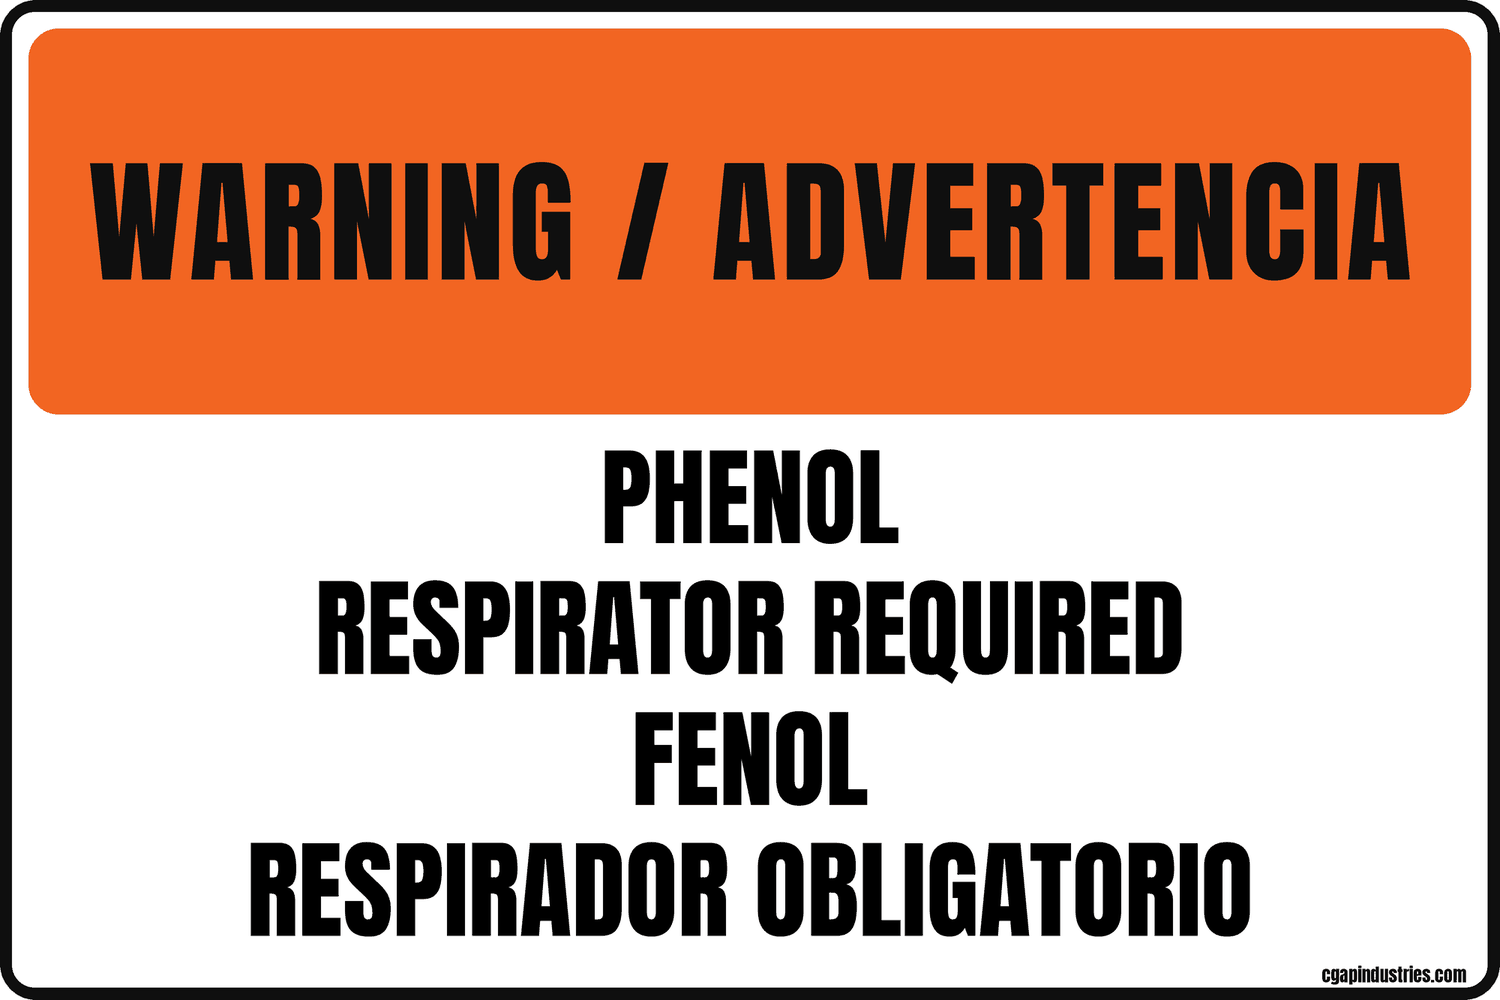 WARNING / ADVERTENCIA
PHENOL
RESPIRATOR REQUIRED
FENOL
RESPIRADOR OBLIGATORIO
cgapindustries.com